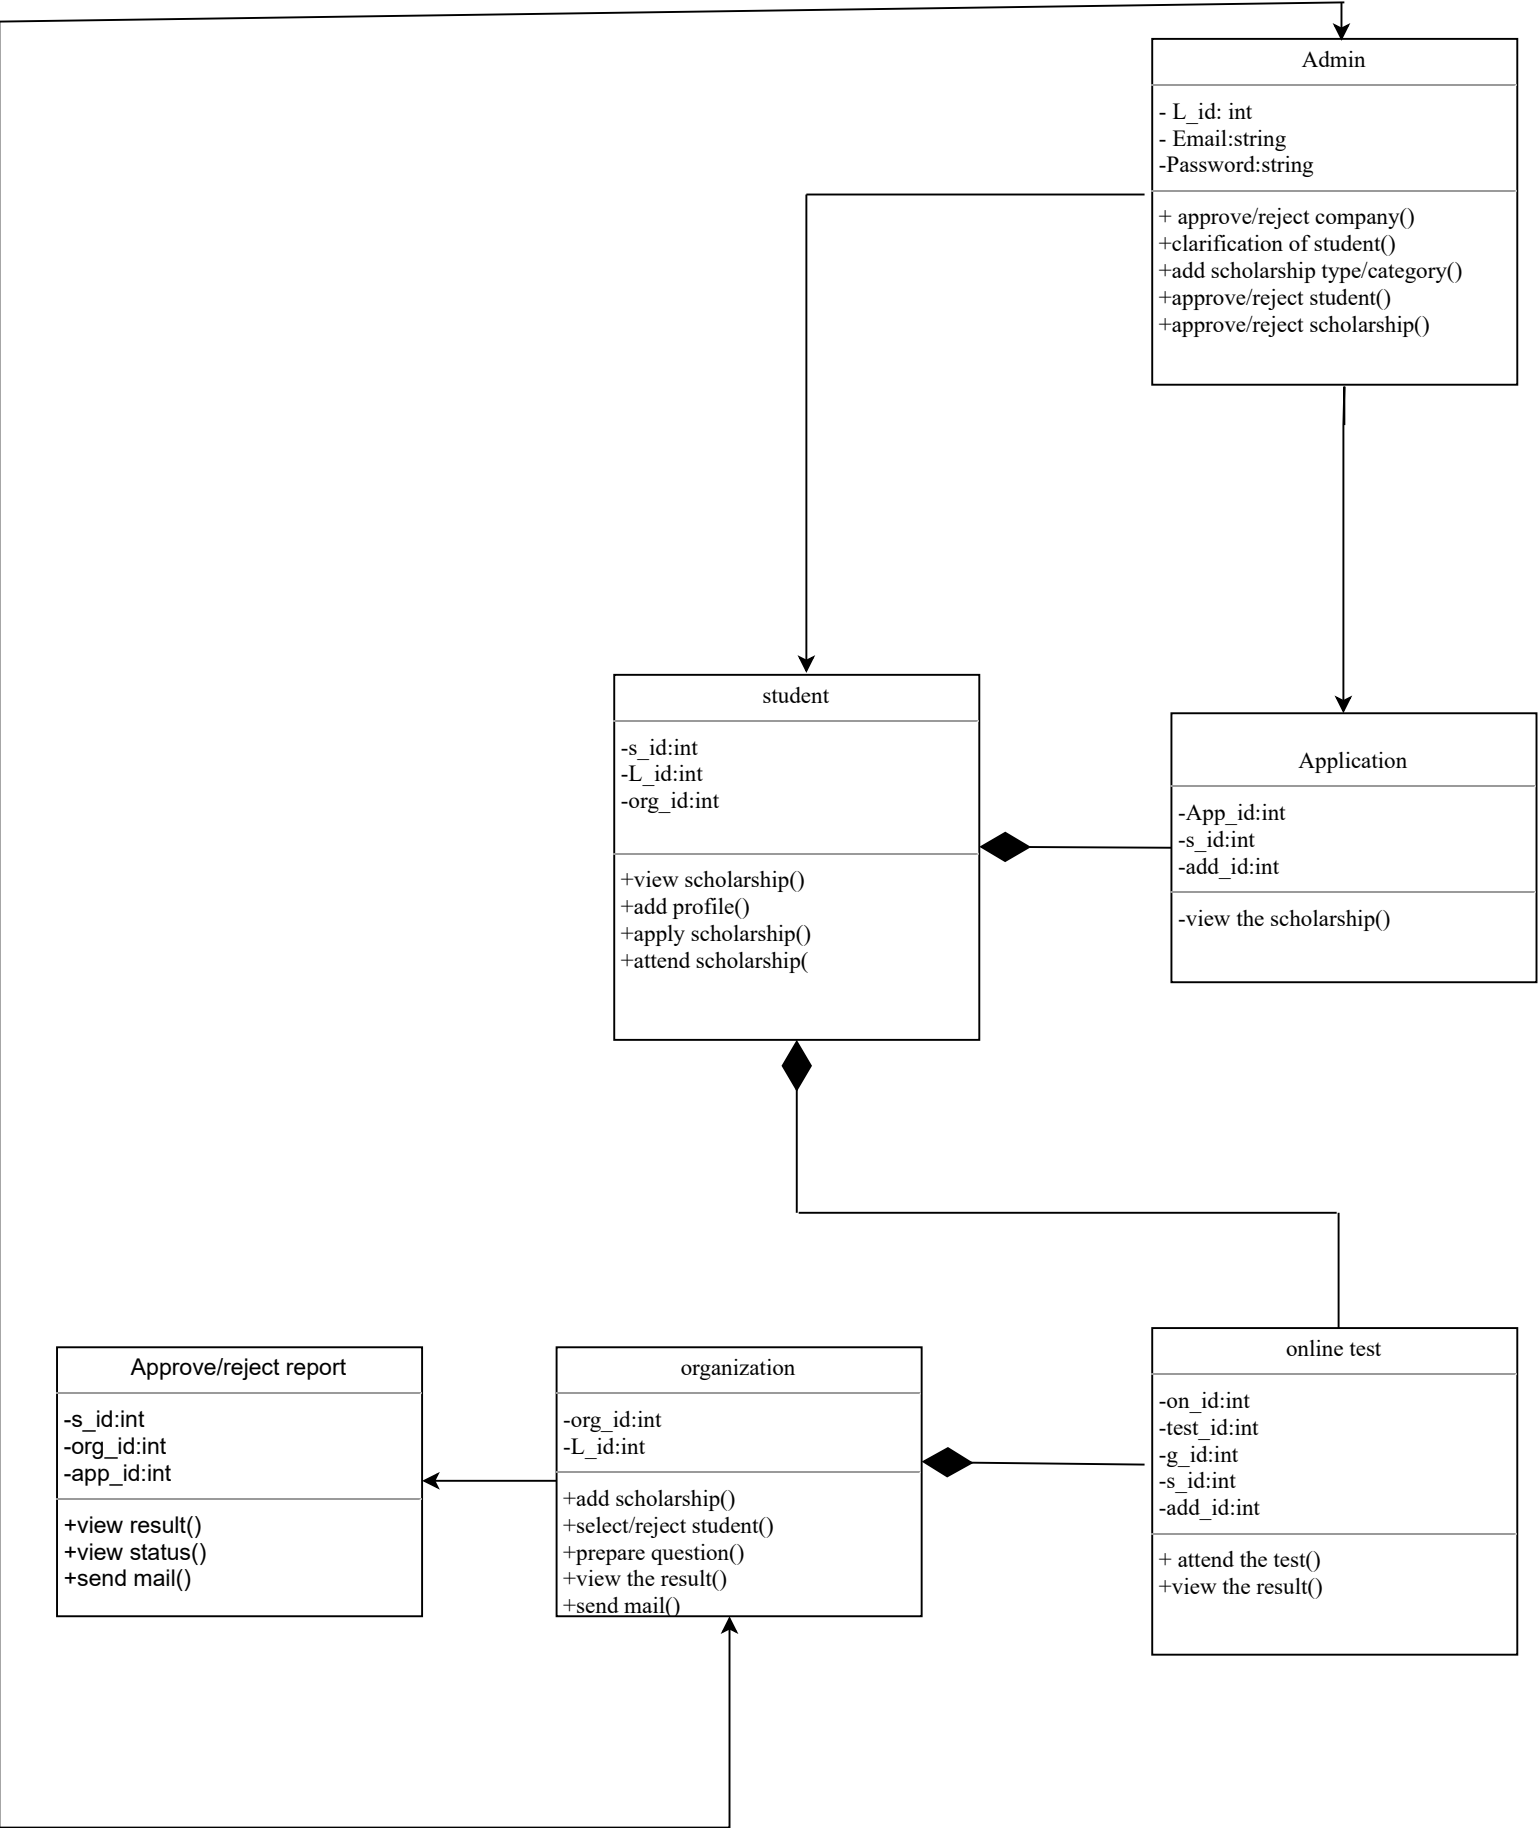 Admin
- L_id: int
- Email:string
-Password:string
+ approve/reject company()
+clarification of student()
+add scholarship type/category()
+approve/reject student()
+approve/reject scholarship()
student
-s_id:int
-L_id:int
-org_id:int
+view scholarship()
+add profile()
+apply scholarship()
+attend scholarship(
Application
-App_id:int
-s_id:int
-add_id:int
-view the scholarship()
Approve/reject report
-s_id:int
-org_id:int
-app_id:int
+view result()
+view status()
+send mail()
organization
-org_id:int
-L_id:int
+add scholarship()
+select/reject student()
+prepare question()
+view the result()
+send mail()
online test
-on_id:int
-test_id:int
-g_id:int
-s_id:int
-add_id:int
+ attend the test()
+view the result()